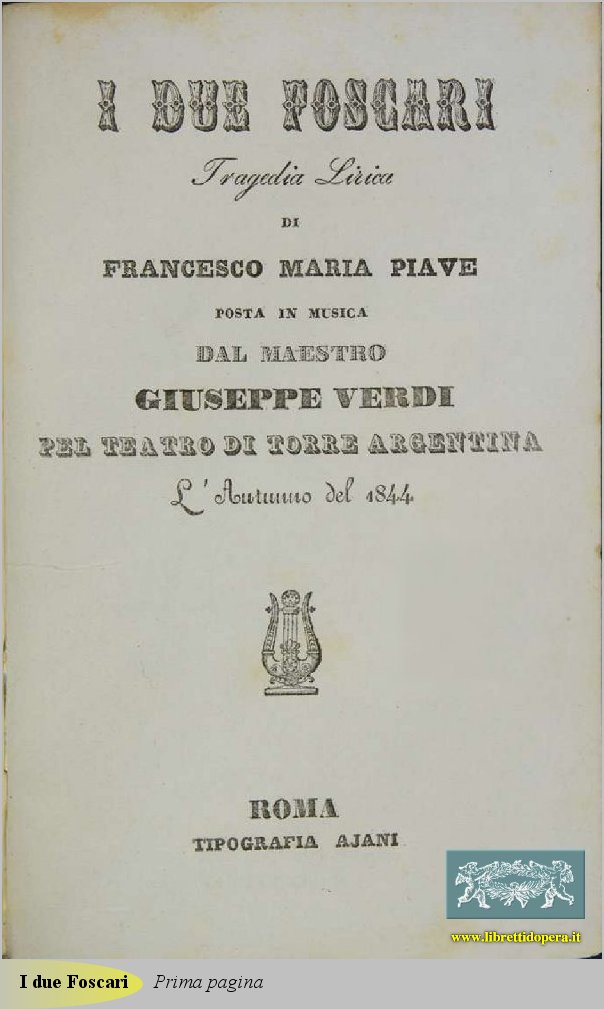 I DUE FOSCARI
Tragedia Lirica
DI
FRANCESCO MARIA PIAVE
POSTA IN MUSICA
DAL MAESTRO
GIUSEPPE VERDI
PEL TEATRO DI TORRE ARGENTINA
L'Autunno del 1844
ROMA
TIPOGRAFIA AJANI
www.librettidopera.it
I due Foscari Prima pagina